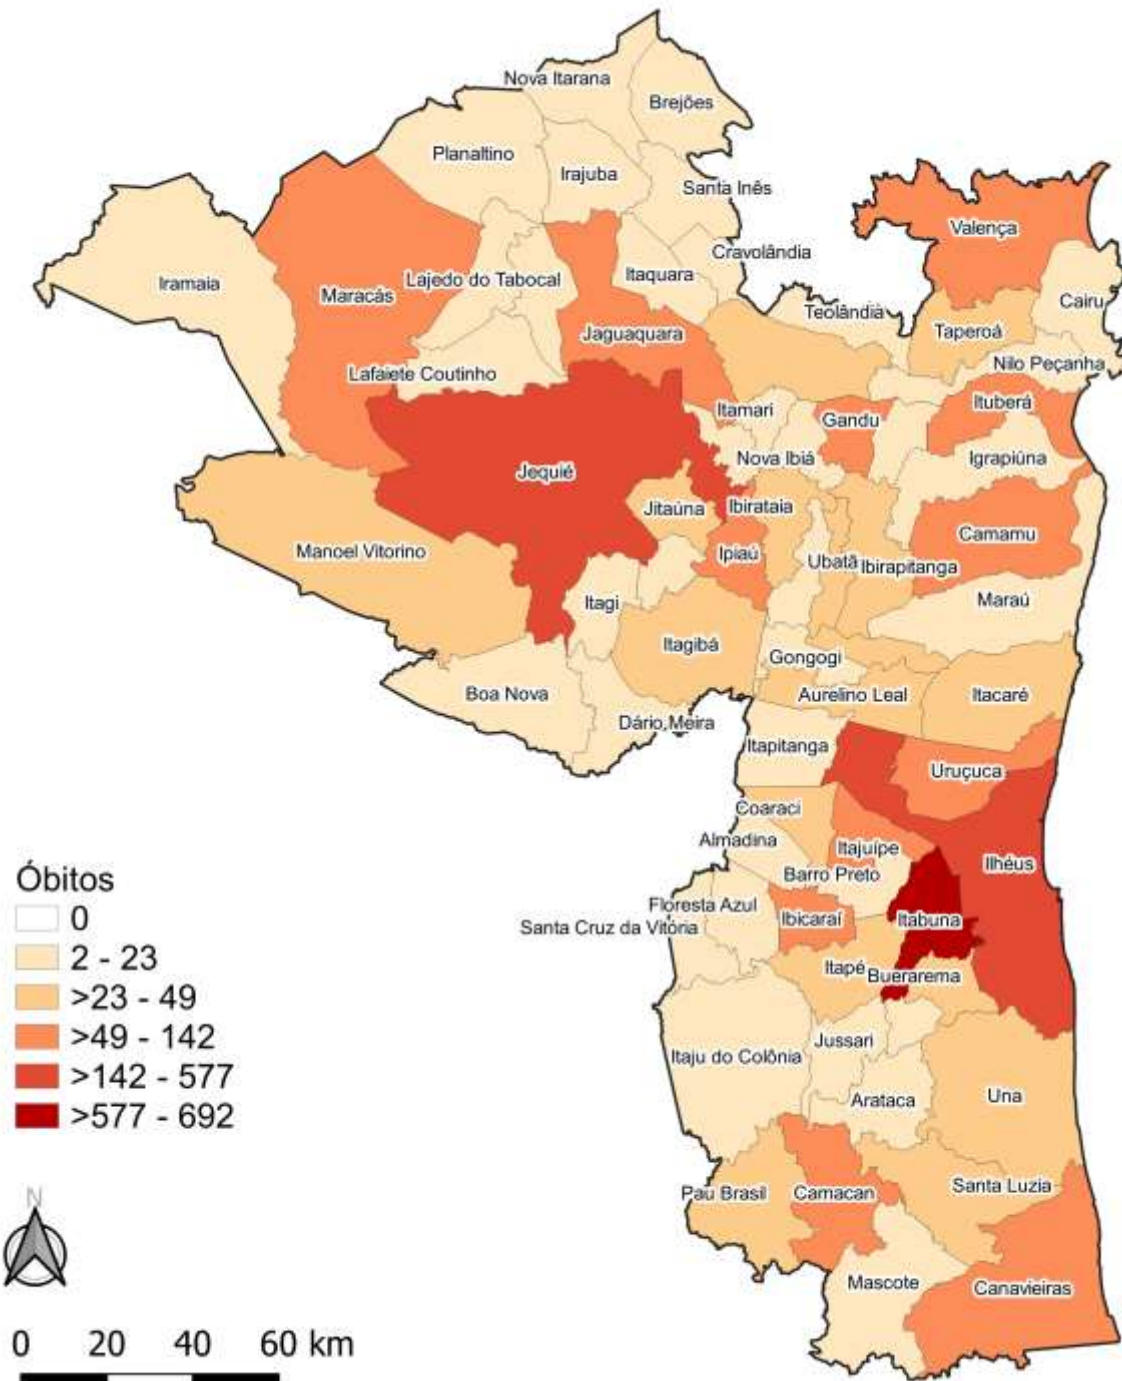 Nova Itarana
Brejões
Planaltino
Irajuba
Santa Inês
Valença
Cravolândia
Itaquara
Lajedo do Tabocal
Iramaia
Maracás
Cairu
Teolândia
Taperoá
Jaguaquara
Nilo Peçanha
Lafaiete Coutinho
Ituberá
Itamari
Gandu
Nova Ibiá
Igrapiúna
Jequié
Jitaúna
Ibirataia
Camamu
Manoel Vitorino
Ipiaú
Ubatã
Ibirapitanga
Itagi
Maraú
Itagibá
Gongogi
Boa Nova
Aurelino Leal
Itacaré
Dário Meira
Itapitanga
Uruçuca
Coaraci
Almadina
Itajuípe
Ilhéus
Barro Preto
Floresta Azul
Ibicaraí
Itabuna
Santa Cruz da Vitória
Itapé
Buerarema
Jussari
Itaju do Colônia
Una
Arataca
Santa Luzia
Pau Brasil
Camacan
Mascote
Canavieiras
Óbitos
0
2 - 23
>23 - 49
>49 - 142
>142 - 577
>577 - 692
N
0 20 40 60 km